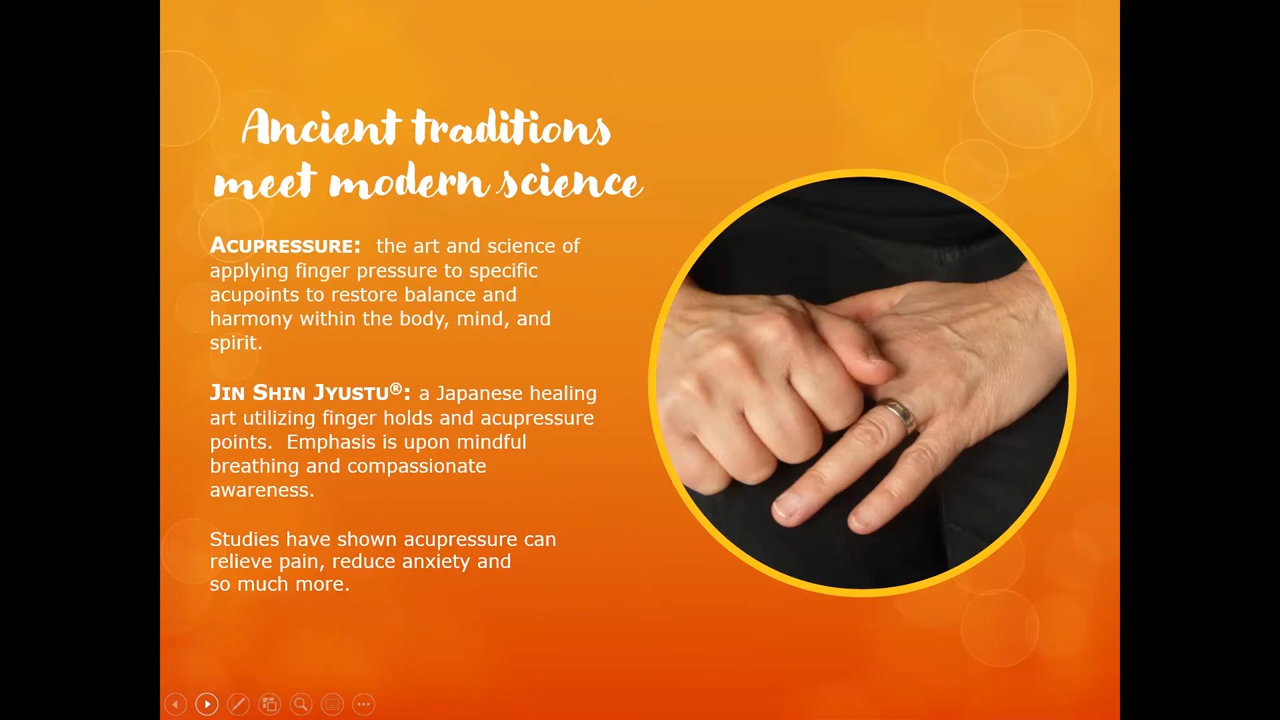 Ancient traditions
meet modern science
ACUPRESSURE: the art and science of
applying finger pressure to specific
acupoints to restore balance and
harmony within the body, mind, and
spirit.
JIN SHIN JYUSTU®: a Japanese healing
art utilizing finger holds and acupressure
points. Emphasis is upon mindful
breathing and compassionate
awareness.
Studies have shown acupressure can
relieve pain, reduce anxiety and
so much more.